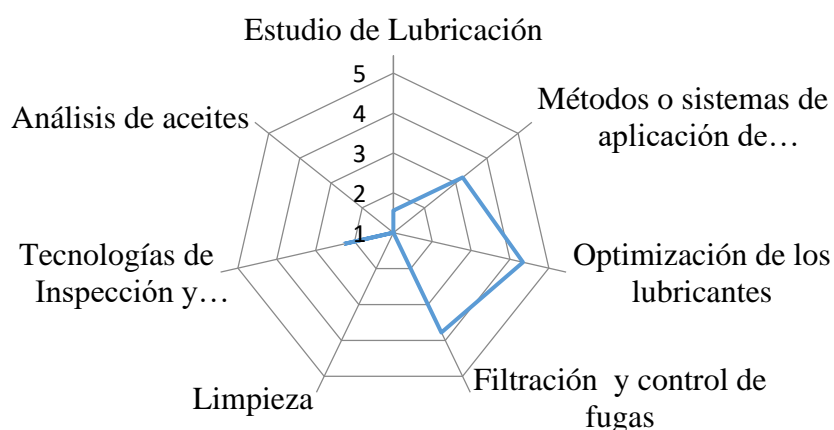 Estudio de Lubricación
5
4
3
2
1
Métodos o sistemas de
aplicación de…
Optimización de los
lubricantes
Filtración y control de
fugas
Limpieza
Tecnologías de
Inspección y…
Análisis de aceites